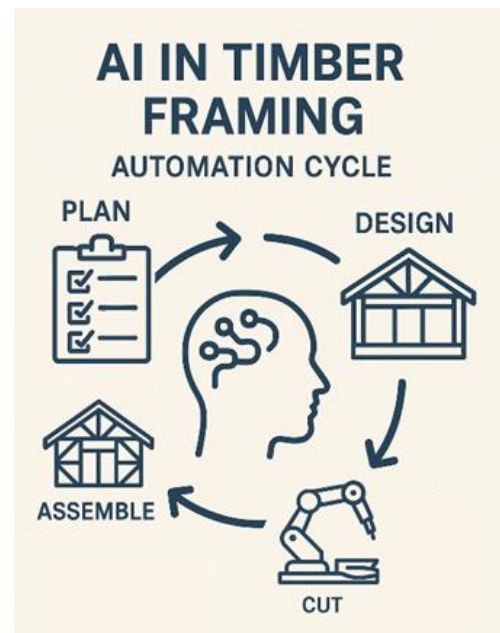 AI IN TIMBER
FRAMING
AUTOMATION CYCLE
PLAN
DESIGN
ASSEMBLE
CUT